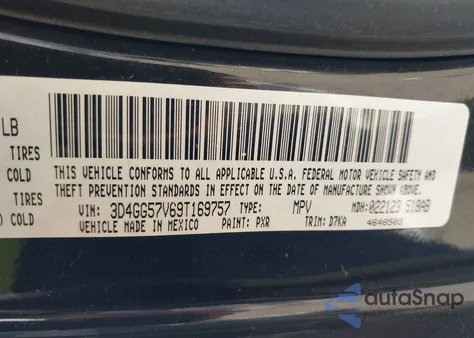 LB
TIRES
COLD
TIRES
COLD
THIS VEHICLE CONFORMS TO ALL APPLICABLE U.S.A. FEDERAL MOTOR VEHICLE SAFETY AND
THEFT PREVENTION STANDARDS IN EFFECT ON THE DATE OF MANUFACTURE SHOWN ABOVE.
VIN: 3D4GG57V69T169757 TYPE: MPV MDH: 022123 518AB
VEHICLE MADE IN MEXICO PAINT: PXR TRIM: D7KA 4648503
autoSnap